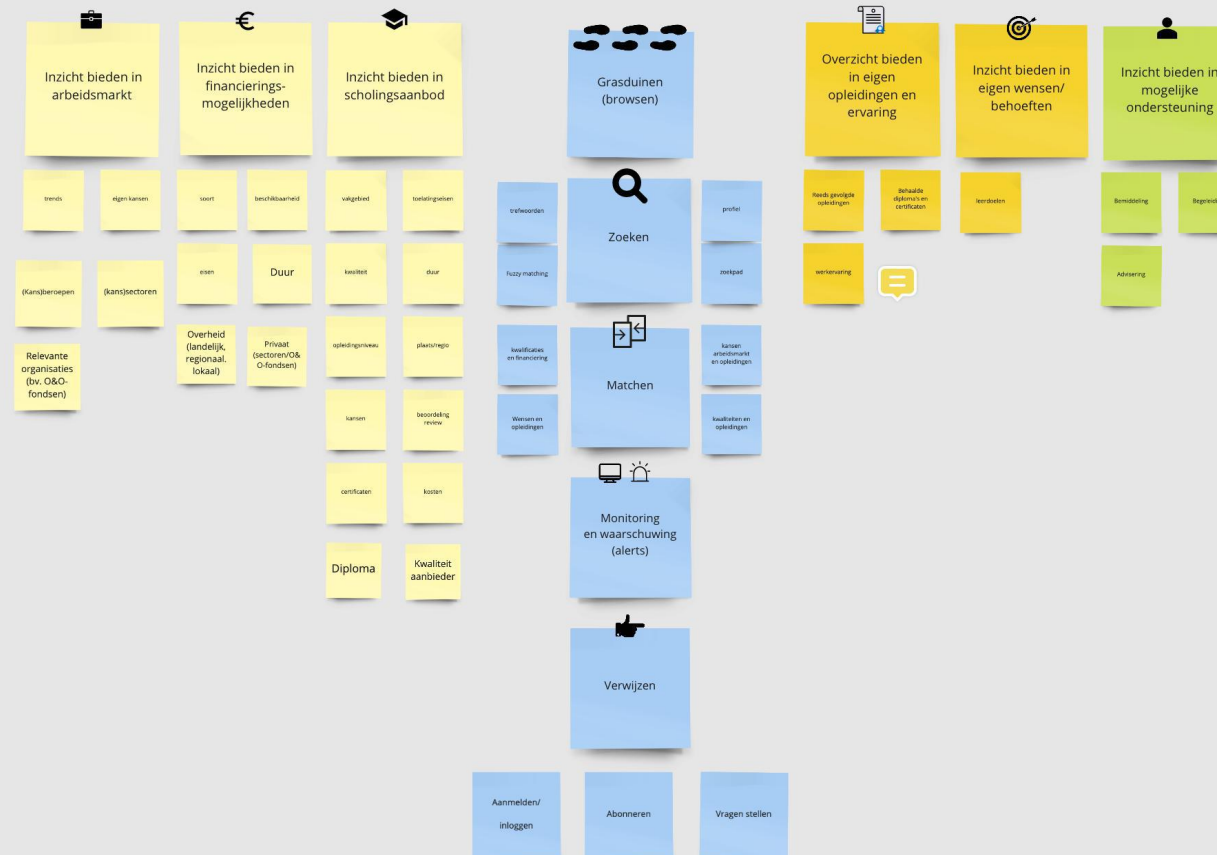 Inzicht bieden in
arbeidsmarkt
trends
eigen kansen
(Kans)beroepen
(kans)sectoren
Relevante
organisaties
(bv. O&O-
fondsen)
Inzicht bieden in
financierings-
mogelijkheden
soort
beschikbaarheid
eisen
Duur
Overheid
(landelijk,
regionaal.
lokaal)
Privaat
(sectoren/O&
O-fondsen)
Inzicht bieden in
scholingsaanbod
vakgebied
toelatingseisen
kwaliteit
duur
opleidingsniveau
plaats/regio
kansen
beoordeling
review
certificaten
kosten
Diploma
Kwaliteit
aanbieder
Grasduinen
(browsen)
trefwoorden
Zoeken
profiel
Fuzzy matching
zoekpad
kwalificaties
en financiering
Matchen
kansen
arbeidsmarkt
en opleidingen
Wensen en
opleidingen
kwaliteiten en
opleidingen
Monitoring
en waarschuwing
(alerts)
Verwijzen
Aanmelden/
inloggen
Abonneren
Vragen stellen
Overzicht bieden
in eigen
opleidingen en
ervaring
Reeds gevolgde
opleidingen
Behaalde
diploma's en
certificaten
werkervaring
Inzicht bieden in
eigen wensen/
behoeften
leerdoelen
Inzicht bieden in
mogelijke
ondersteuning
Bemiddeling
Begeleidi
Advisering